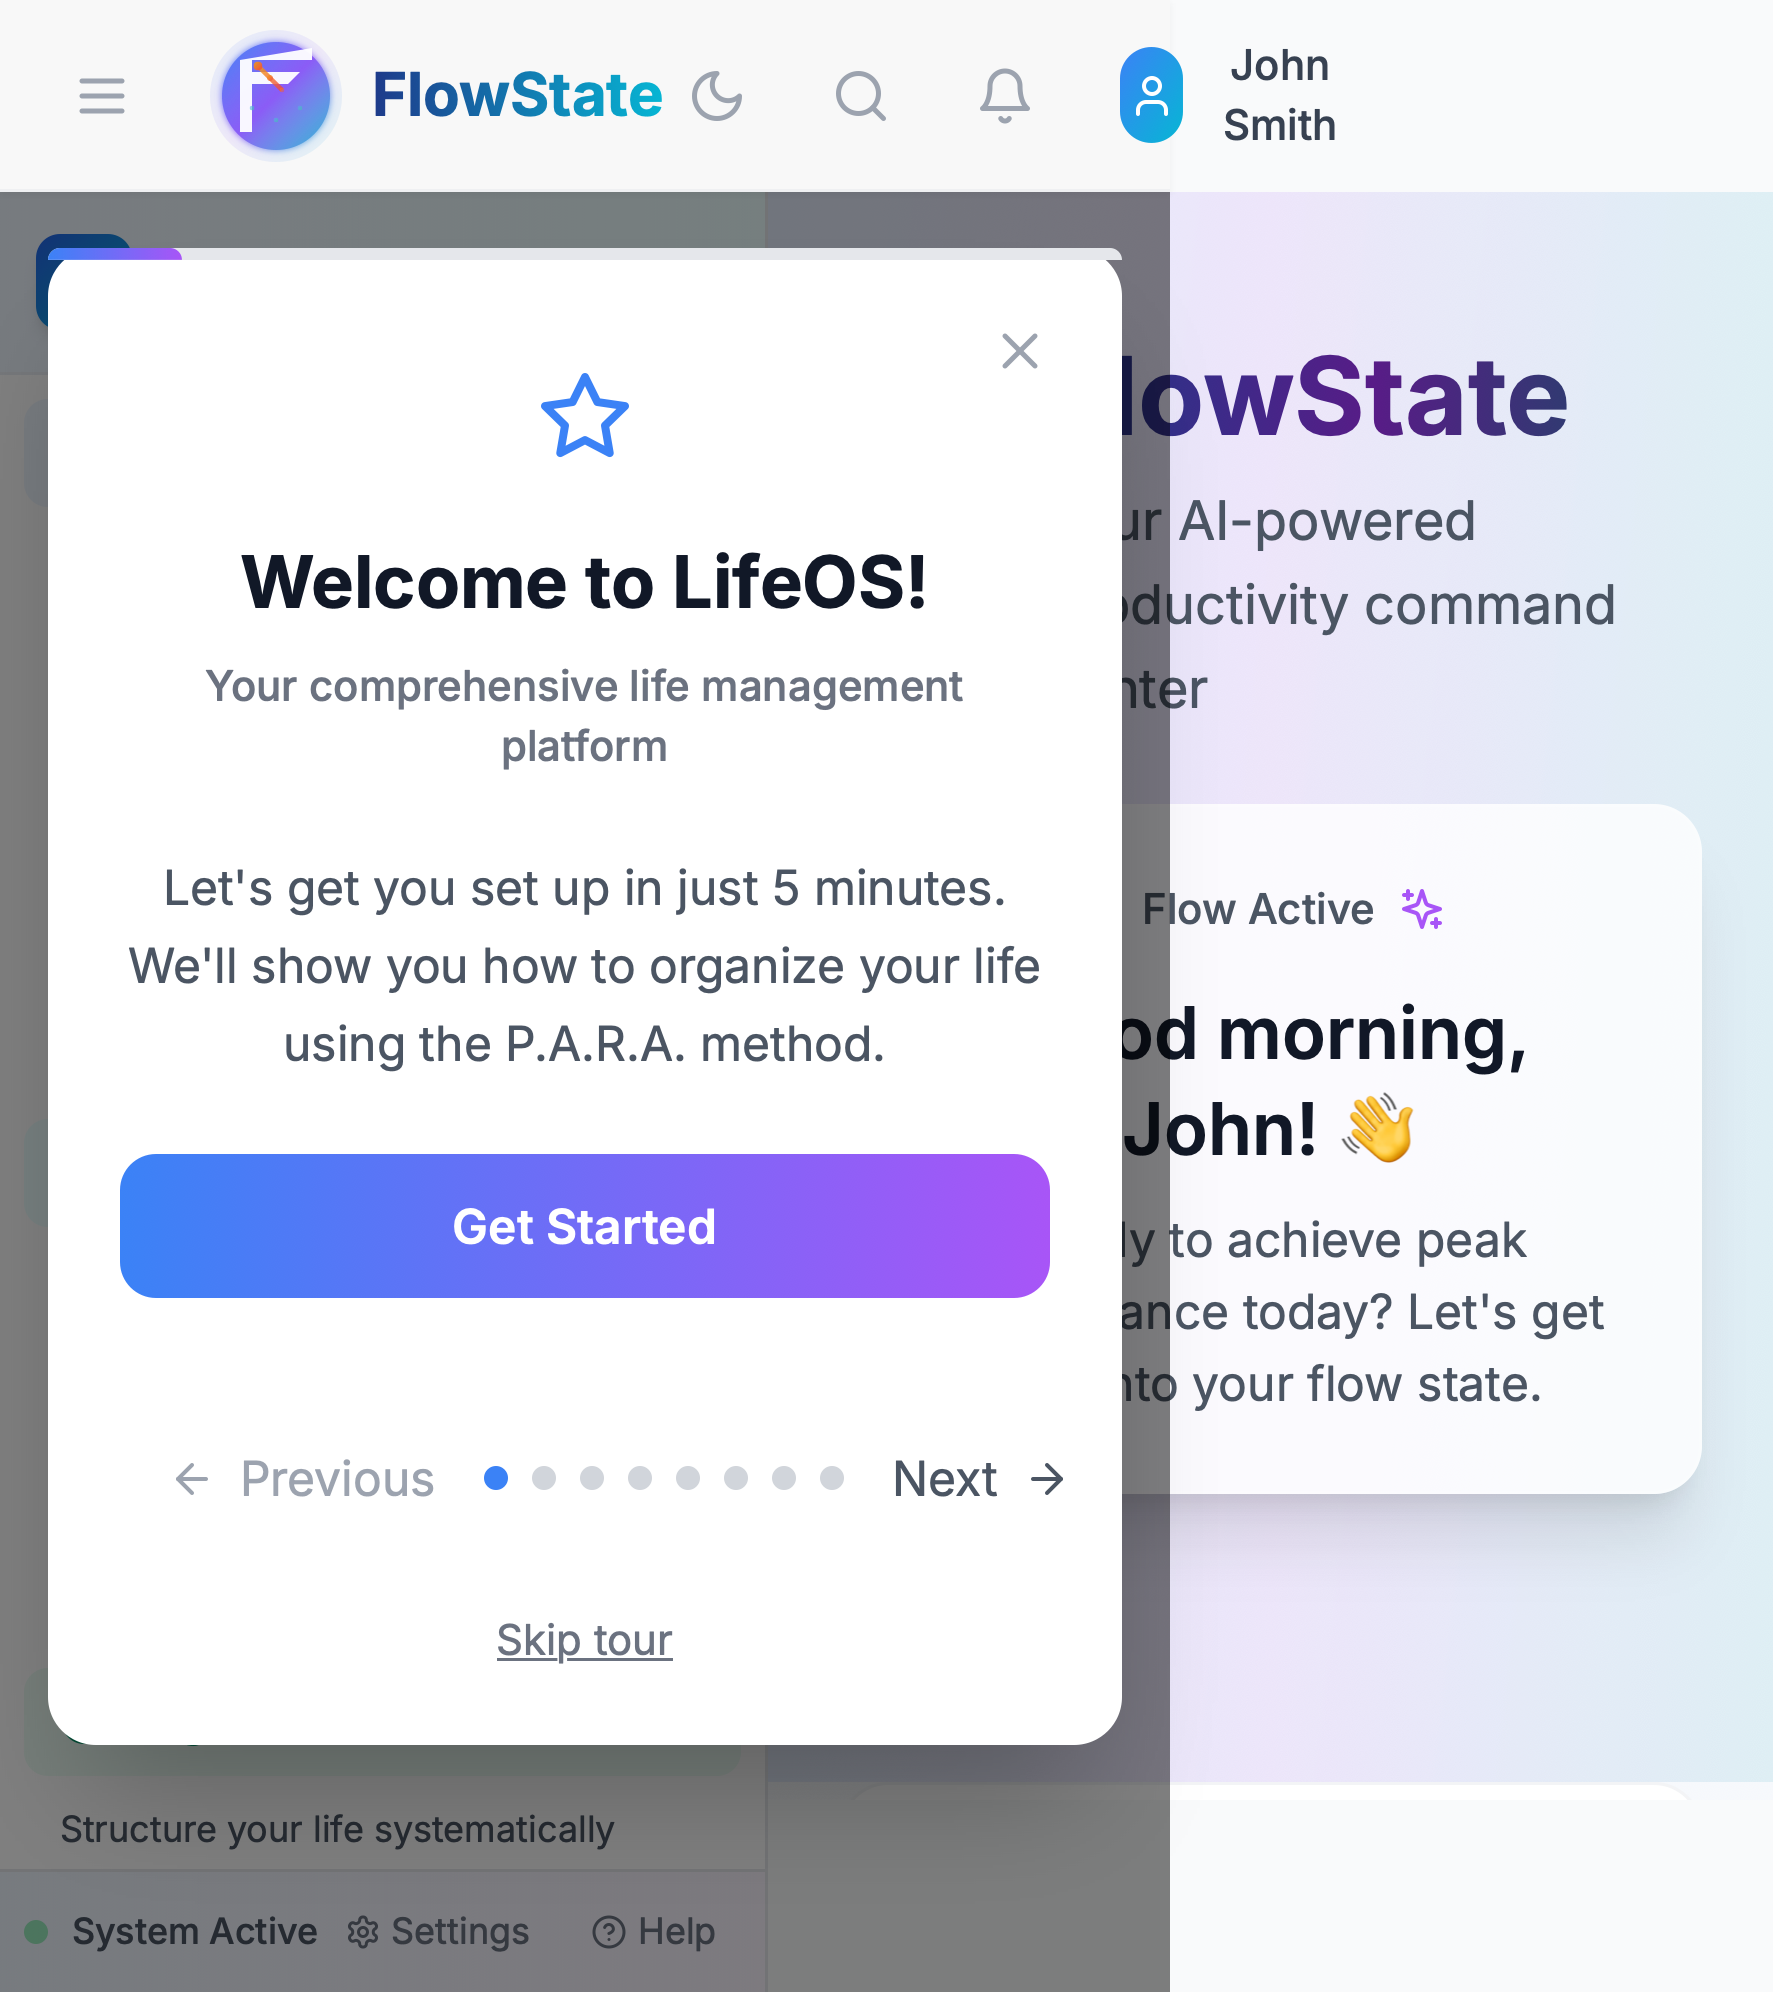 FlowState
John
Smith
Welcome to LifeOS!
Your comprehensive life management
platform
Let's get you set up in just 5 minutes.
We'll show you how to organize your life
using the P.A.R.A. method.
Get Started
Previous
Next
Skip tour
lowState
ur AI-powered
oductivity command
nter
Flow Active
od morning,
John! 👋
ly to achieve peak
ance today? Let's get
nto your flow state.
Structure your life systematically
System Active
Settings
Help